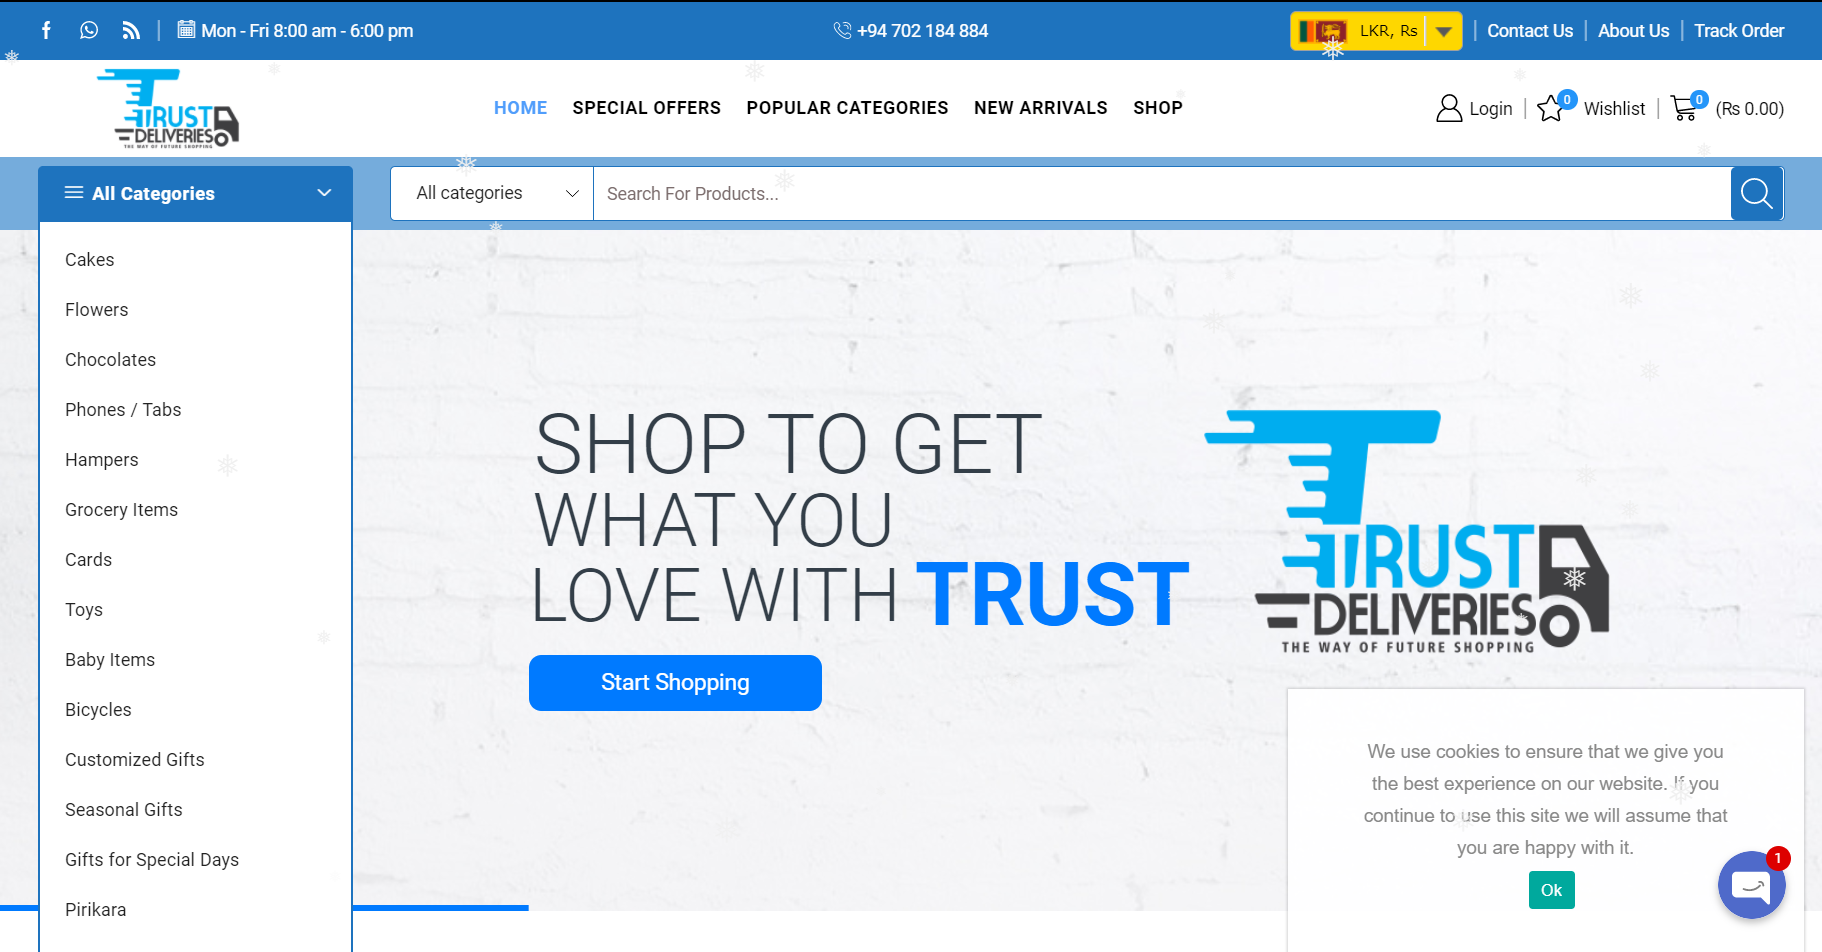 Mon - Fri 8:00 am - 6:00 pm
+94 702 184 884
LKR, Rs
Contact Us
About Us
Track Order
TRUST
DELIVERIES
THE WAY OF FUTURE SHOPPING
HOME
SPECIAL OFFERS
POPULAR CATEGORIES
NEW ARRIVALS
SHOP
Login
0
Wishlist
0
(₨ 0.00)
All Categories
All categories
Search For Products...
Cakes
Flowers
Chocolates
Phones / Tabs
Hampers
Grocery Items
Cards
Toys
Baby Items
Bicycles
Customized Gifts
Seasonal Gifts
Gifts for Special Days
Pirikara
SHOP TO GET
WHAT YOU
LOVE WITH TRUST
Start Shopping
TRUST
DELIVERIES
THE WAY OF FUTURE SHOPPING
We use cookies to ensure that we give you
the best experience on our website. If you
continue to use this site we will assume that
you are happy with it.
Ok
1